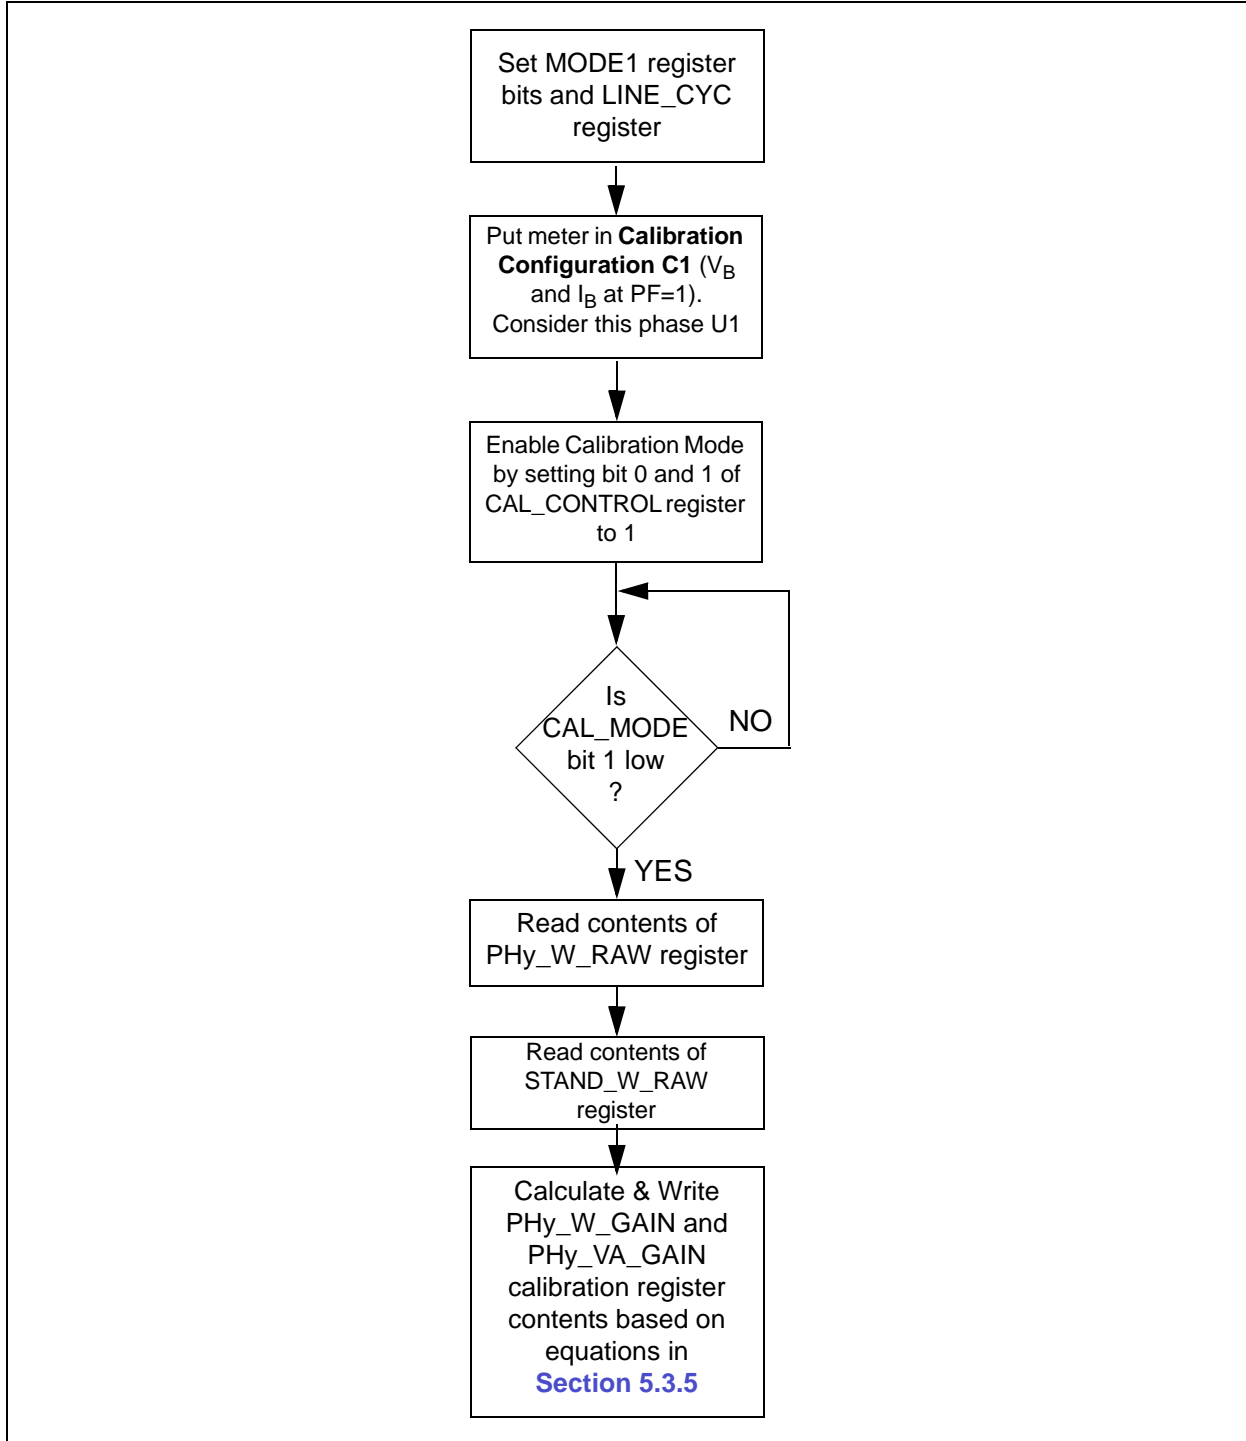 Set MODE1 register
bits and LINE_CYC
register
Put meter in Calibration
Configuration C1 (VB
and IB at PF=1).
Consider this phase U1
Enable Calibration Mode
by setting bit 0 and 1 of
CAL_CONTROL register
to 1
Is
CAL_MODE
bit 1 low
?
NO
YES
Read contents of
PHy_W_RAW register
Read contents of
STAND_W_RAW
register
Calculate & Write
PHy_W_GAIN and
PHy_VA_GAIN
calibration register
contents based on
equations in
Section 5.3.5